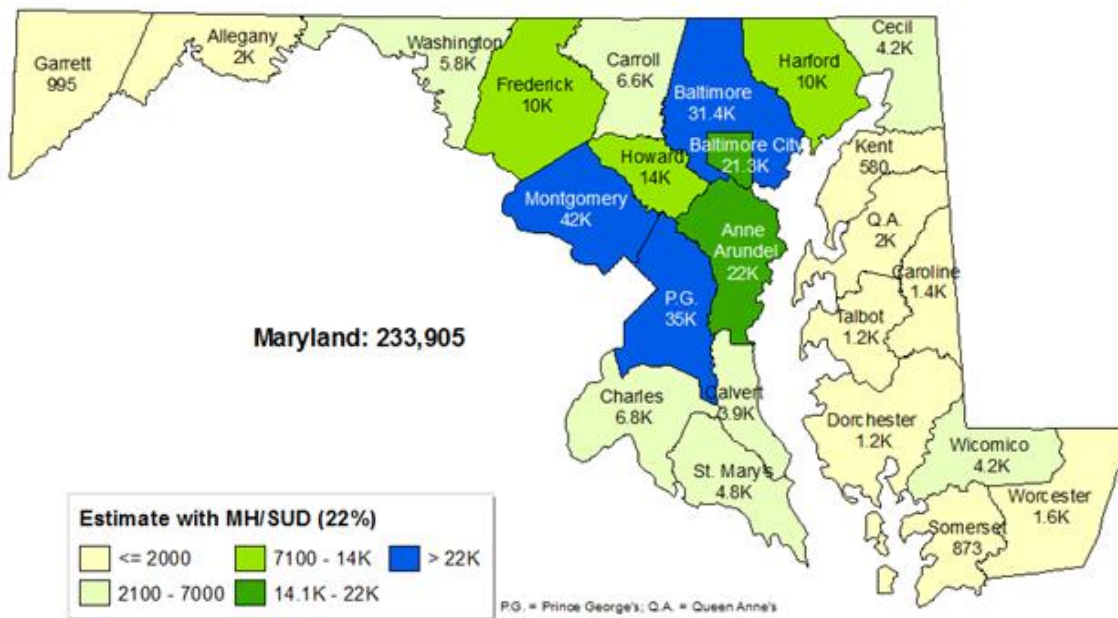 Garrett
995
Allegany
2K
Washington
5.8K
Frederick
10K
Carroll
6.6K
Baltimore
31.4K
Baltimore City
21.3K
Harford
10K
Cecil
4.2K
Howard
14K
Montgomery
42K
Anne
Arundel
22K
P.G.
35K
Kent
580
Q.A.
2K
Caroline
1.4K
Talbot
1.2K
Maryland: 233,905
Charles
6.8K
Calvert
3.9K
St. Mary's
4.8K
Dorchester
1.2K
Wicomico
4.2K
Worcester
1.6K
Somerset
873
Estimate with MH/SUD (22%)
<= 2000
7100 - 14K
> 22K
2100 - 7000
14.1K - 22K
P.G. = Prince George's; Q.A. = Queen Anne's